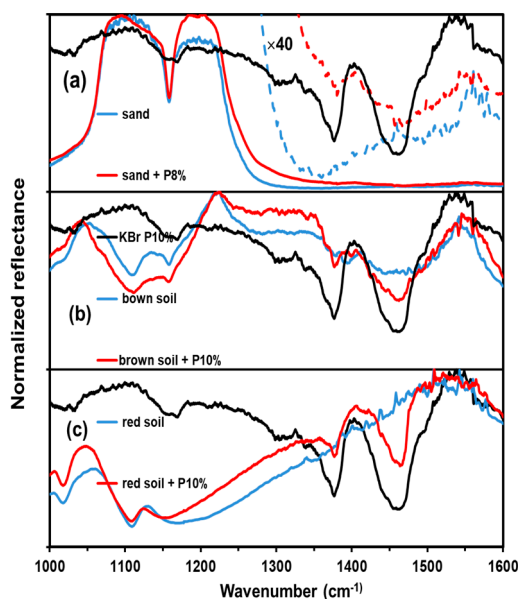 ×40
(a)
sand
sand + P8%
KBr P10%
bown soil
(b)
brown soil + P10%
(c)
red soil
red soil + P10%
Normalized reflectance
1000 1100 1200 1300 1400 1500 1600
Wavenumber (cm-1)